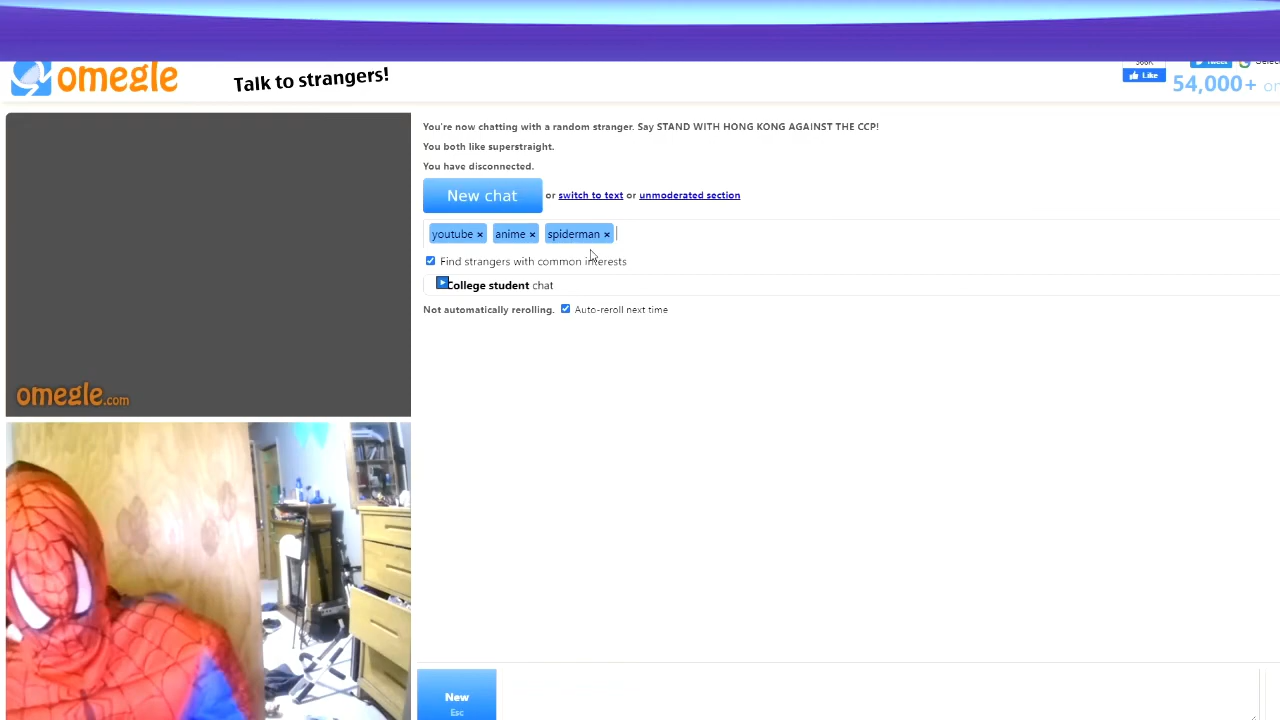 omegle
Talk to strangers!
Like
Tweet
54,000+ on
You're now chatting with a random stranger. Say STAND WITH HONG KONG AGAINST THE CCP!
You both like superstraight.
You have disconnected.
New chat or switch to text or unmoderated section
youtube × anime × spiderman ×
Find strangers with common interests
College student chat
Not automatically rerolling. Auto-reroll next time
omegle.com
New
Esc